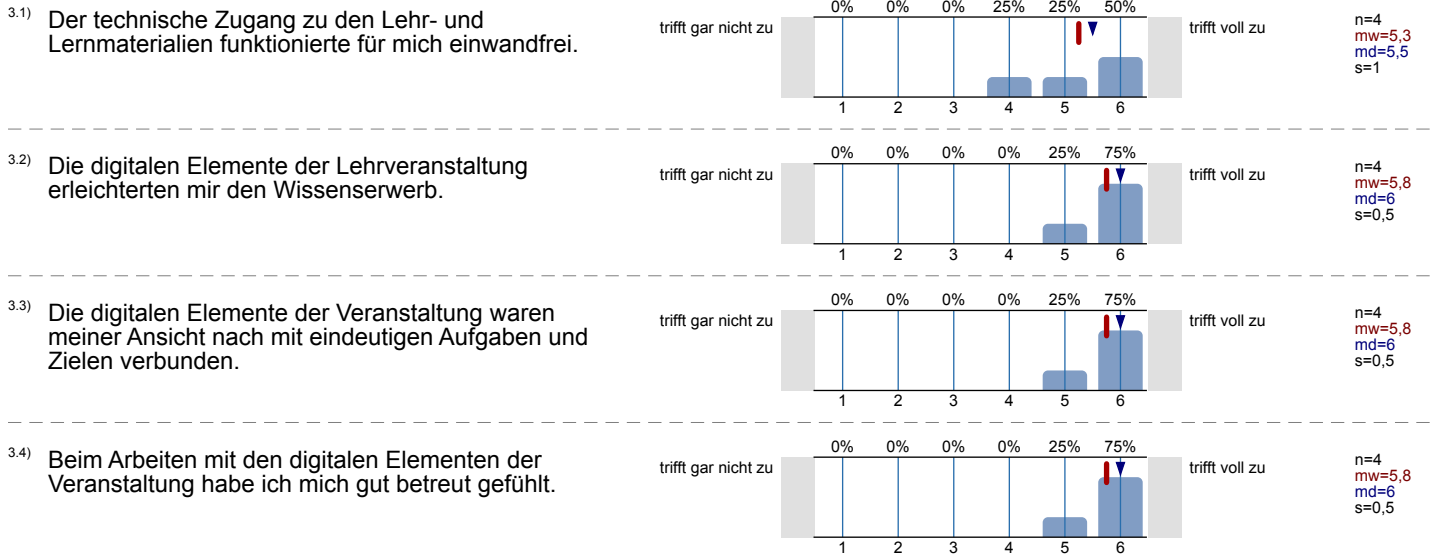 3.1) Der technische Zugang zu den Lehr- und
Lernmaterialien funktionierte für mich einwandfrei.
trifft gar nicht zu
0% 0% 0% 25% 25% 50%
1 2 3 4 5 6
trifft voll zu
n=4
mw=5,3
md=5,5
s=1
3.2) Die digitalen Elemente der Lehrveranstaltung
erleichterten mir den Wissenserwerb.
trifft gar nicht zu
0% 0% 0% 0% 25% 75%
1 2 3 4 5 6
trifft voll zu
n=4
mw=5,8
md=6
s=0,5
3.3) Die digitalen Elemente der Veranstaltung waren
meiner Ansicht nach mit eindeutigen Aufgaben und
Zielen verbunden.
trifft gar nicht zu
0% 0% 0% 0% 25% 75%
1 2 3 4 5 6
trifft voll zu
n=4
mw=5,8
md=6
s=0,5
3.4) Beim Arbeiten mit den digitalen Elementen der
Veranstaltung habe ich mich gut betreut gefühlt.
trifft gar nicht zu
0% 0% 0% 0% 25% 75%
1 2 3 4 5 6
trifft voll zu
n=4
mw=5,8
md=6
s=0,5